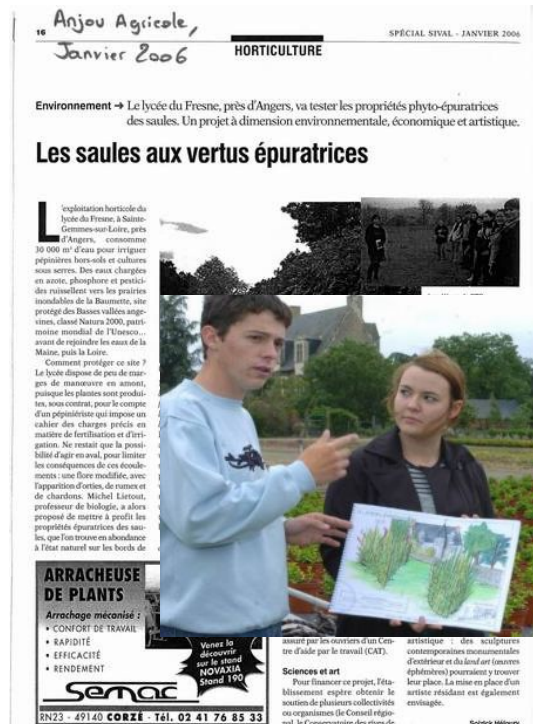 Anjou Agricole,
Janvier 2006
16
SPÉCIAL SIVAL - JANVIER 2006
HORTICULTURE
Environnement → Le lycée du Fresne, près d'Angers, va tester les propriétés phyto-épuratrices
des saules. Un projet à dimension environnementale, économique et artistique.
Les saules aux vertus épuratrices
L'exploitation horticole du
lycée du Fresne, à Sainte-
Gemmes-sur-Loire, près
d'Angers, consomme
30 000 m³ d'eau pour irriguer
pépinières hors-sols et cultures
sous serres. Des eaux chargées
en azote, phosphore et pestici-
des ruissellent vers les prairies
inondables de la Baumette, site
protégé des Basses vallées ange-
vines, classé Natura 2000, patri-
moine mondial de l'Unesco...
avant de rejoindre les eaux de la
Maine, puis la Loire.
Comment protéger ce site ?
Le lycée dispose de peu de mar-
ges de manœuvre en amont,
puisque les plantes sont produi-
tes, sous contrat, pour le compte
d'un pépiniériste qui impose un
cahier des charges précis en
matière de fertilisation et d'irri-
gation. Ne restait que la possi-
bilité d'agir en aval, pour limiter
les conséquences de ces écoule-
ments : une flore modifiée, avec
l'apparition d'orties, de rumex et
de chardons. Michel Lietout,
professeur de biologie, a alors
proposé de mettre à profit les
propriétés épuratrices des sau-
les, que l'on trouve en abondance
à l'état naturel sur les bords de
ARRACHEUSE
DE PLANTS
Arrachage mécanisé :
• CONFORT DE TRAVAIL
• RAPIDITÉ
• EFFICACITÉ
• RENDEMENT
Venez la
découvrir
sur le stand
NOVAXIA
Stand 190
Semac
RN23 - 49140 CORZÉ - Tél. 02 41 76 85 33
assuré par les ouvriers d'un Cen-
tre d'aide par le travail (CAT).
Sciences et art
Pour financer ce projet, l'éta-
blissement espère obtenir le
soutien de plusieurs collectivités
ou organismes (le Conseil régio-
nal, le Conservatoire des rives de
artistique : des sculptures
contemporaines monumentales
d'extérieur et du land art (œuvres
éphémères) pourraient y trouver
leur place. La mise en place d'un
artiste résidant est également
envisagée.